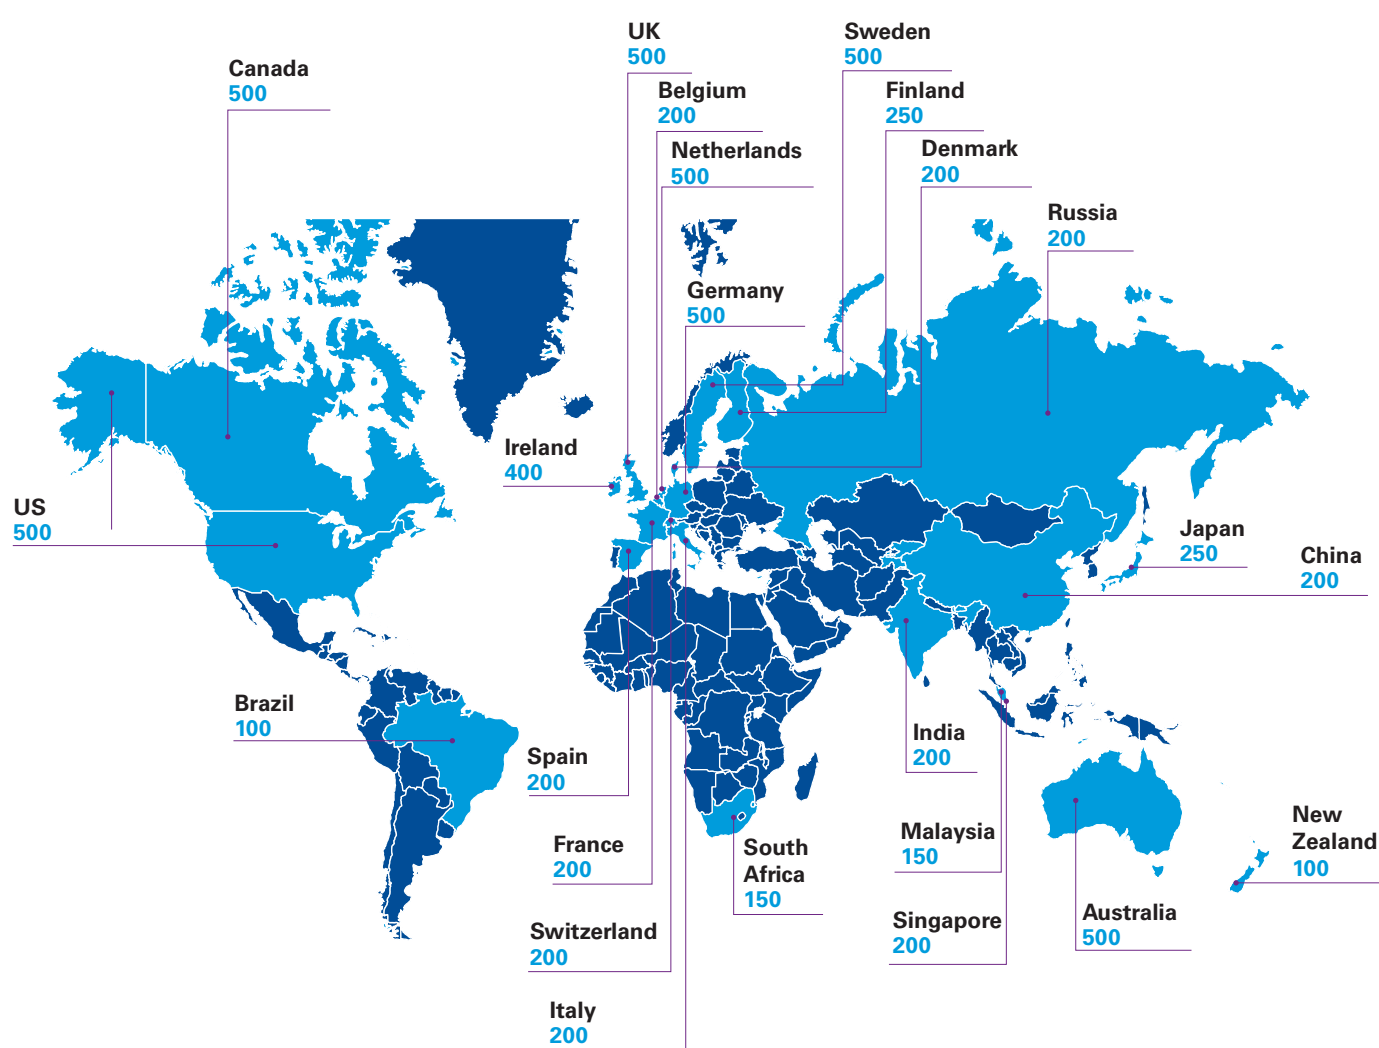 UK
500
Sweden
500
Canada
500
Belgium
200
Finland
250
Netherlands
500
Denmark
200
Russia
200
Germany
500
Ireland
400
US
500
Japan
250
China
200
Brazil
100
Spain
200
India
200
France
200
South
Africa
150
Malaysia
150
New
Zealand
100
Switzerland
200
Singapore
200
Australia
500
Italy
200